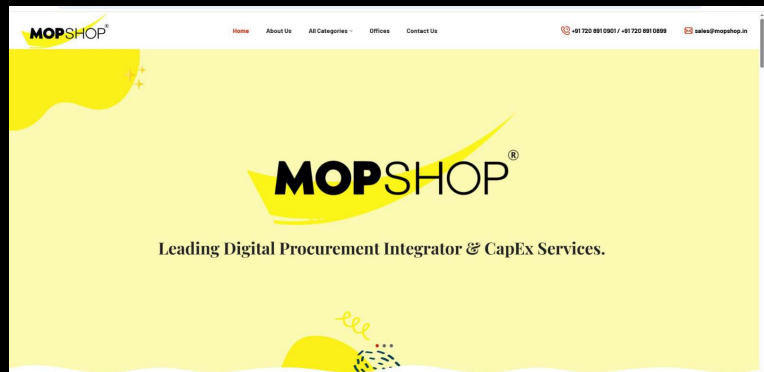 MOPSHOP®
Home About Us All Categories Offices Contact Us
+91 720 891 0901 / +91 720 891 0899
sales@mopshop.in
MOPSHOP®
Leading Digital Procurement Integrator & CapEx Services.